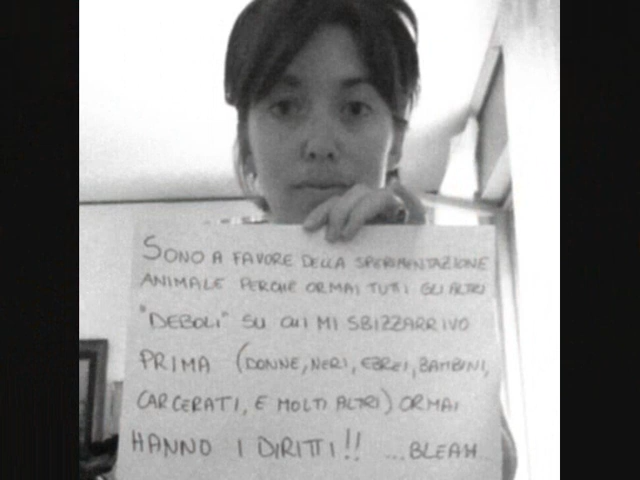 SONO A FAVORE DELLA SPERIMENTAZIONE
ANIMALE PERCHÉ ORMAI TUTTI GLI ALTRI
"DEBOLI" SU CUI MI SBIZZARRIVO
PRIMA (DONNE, NERI, EBREI, BAMBINI,
CARCERATI, E MOLTI ALTRI) ORMAI
HANNO I DIRITTI!! ...BLEAH..